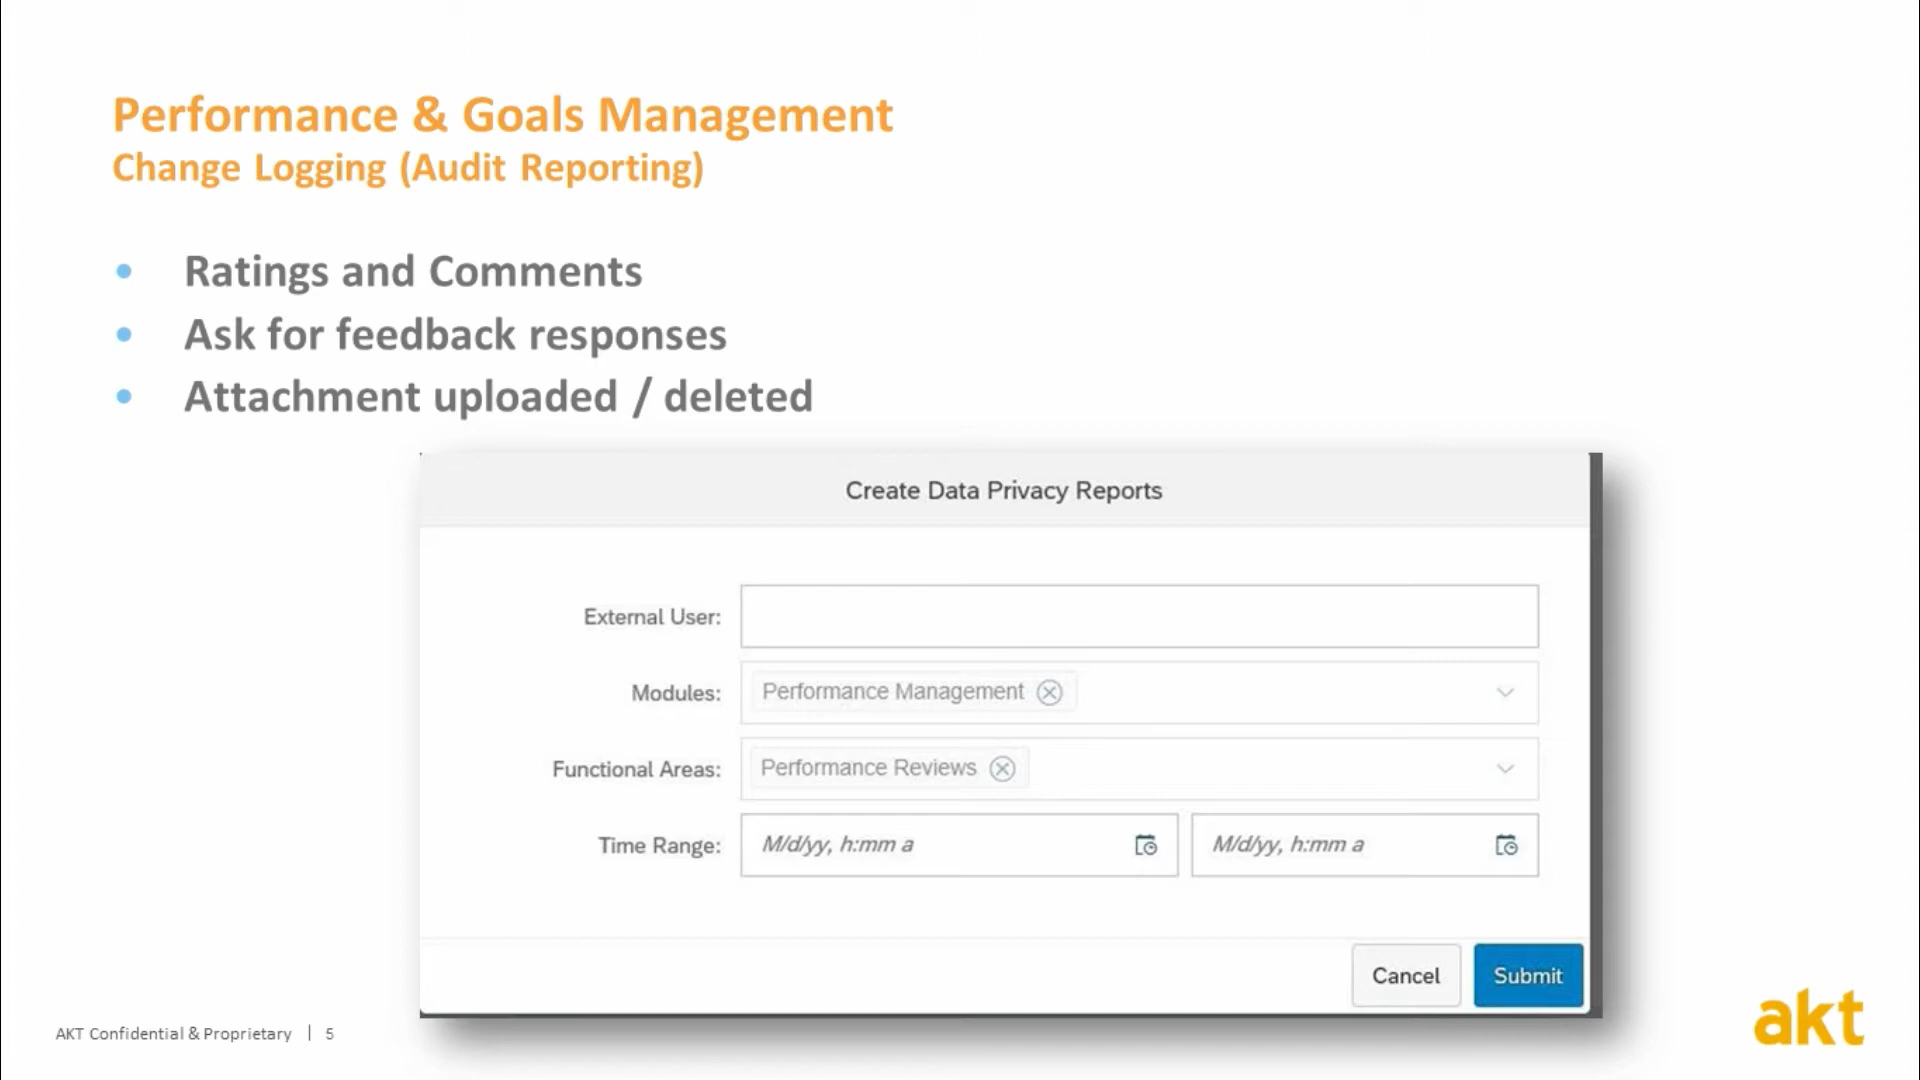 Performance & Goals Management
Change Logging (Audit Reporting)
• Ratings and Comments
• Ask for feedback responses
• Attachment uploaded / deleted
Create Data Privacy Reports
External User:
Modules: Performance Management
Functional Areas: Performance Reviews
Time Range: M/d/yy, h:mm a M/d/yy, h:mm a
Cancel Submit
AKT Confidential & Proprietary | 5
akt